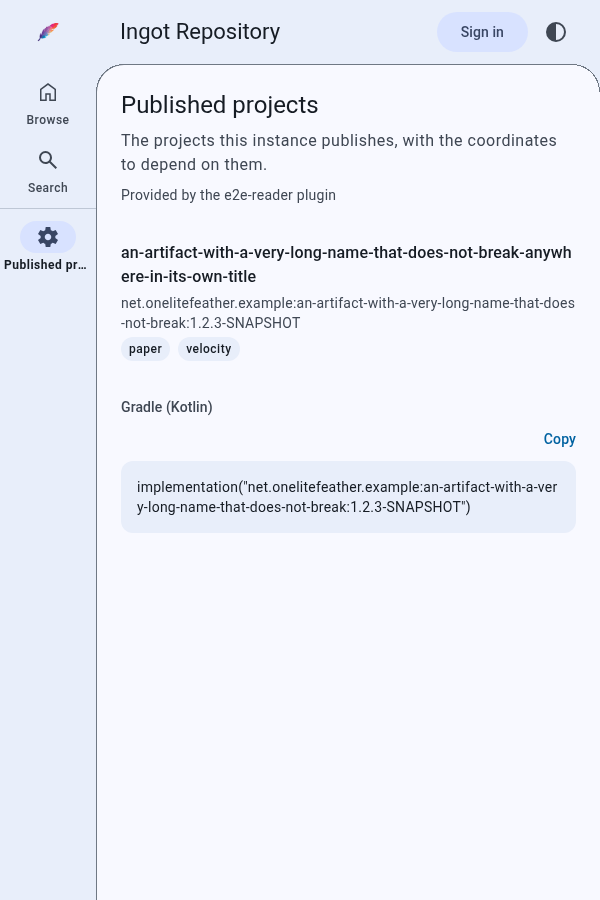 Ingot Repository
Sign in
Browse
Search
Published pr...
Published projects
The projects this instance publishes, with the coordinates
to depend on them.
Provided by the e2e-reader plugin
an-artifact-with-a-very-long-name-that-does-not-break-anywh
ere-in-its-own-title
net.onelitefeather.example:an-artifact-with-a-very-long-name-that-does
-not-break:1.2.3-SNAPSHOT
paper
velocity
Gradle (Kotlin)
Copy
implementation("net.onelitefeather.example:an-artifact-with-a-ver
y-long-name-that-does-not-break:1.2.3-SNAPSHOT")